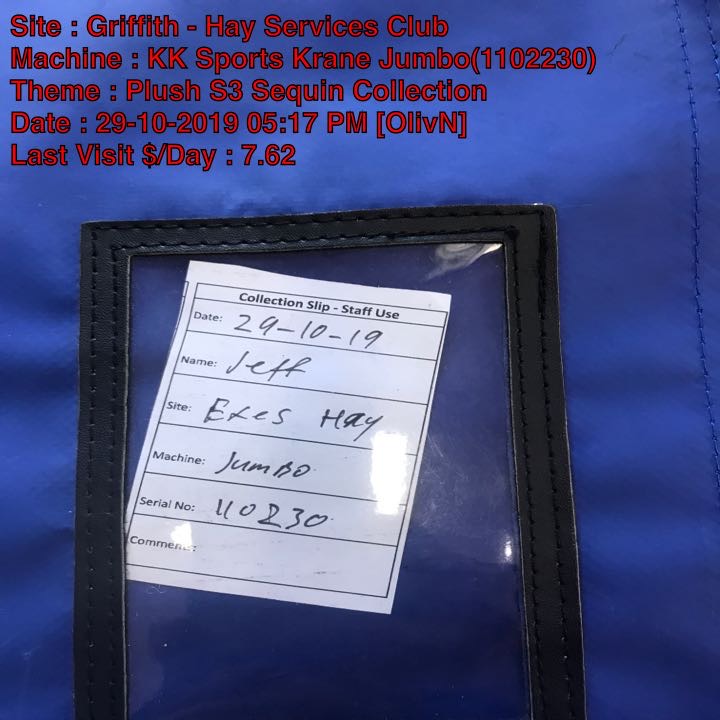 Site : Griffith - Hay Services Club
Machine : KK Sports Krane Jumbo(1102230)
Theme : Plush S3 Sequin Collection
Date : 29-10-2019 05:17 PM [OlivN]
Last Visit $/Day : 7.62
Collection Slip - Staff Use
Date: 29-10-19
Name: Jeff
Site: Exes Hay
Machine: Jumbo
Serial No: 110230
Comments: